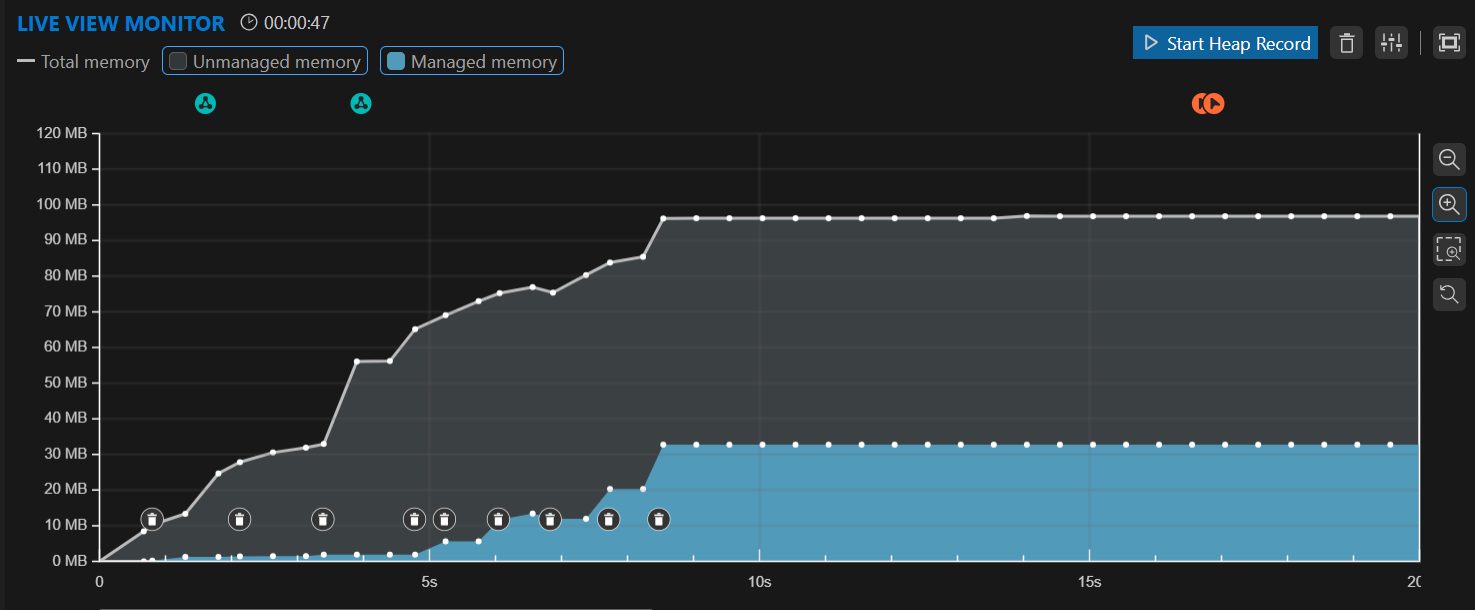 LIVE VIEW MONITOR 00:00:47
Start Heap Record
Total memory Unmanaged memory Managed memory
120 MB
110 MB
100 MB
90 MB
80 MB
70 MB
60 MB
50 MB
40 MB
30 MB
20 MB
10 MB
0 MB
0 5s 10s 15s